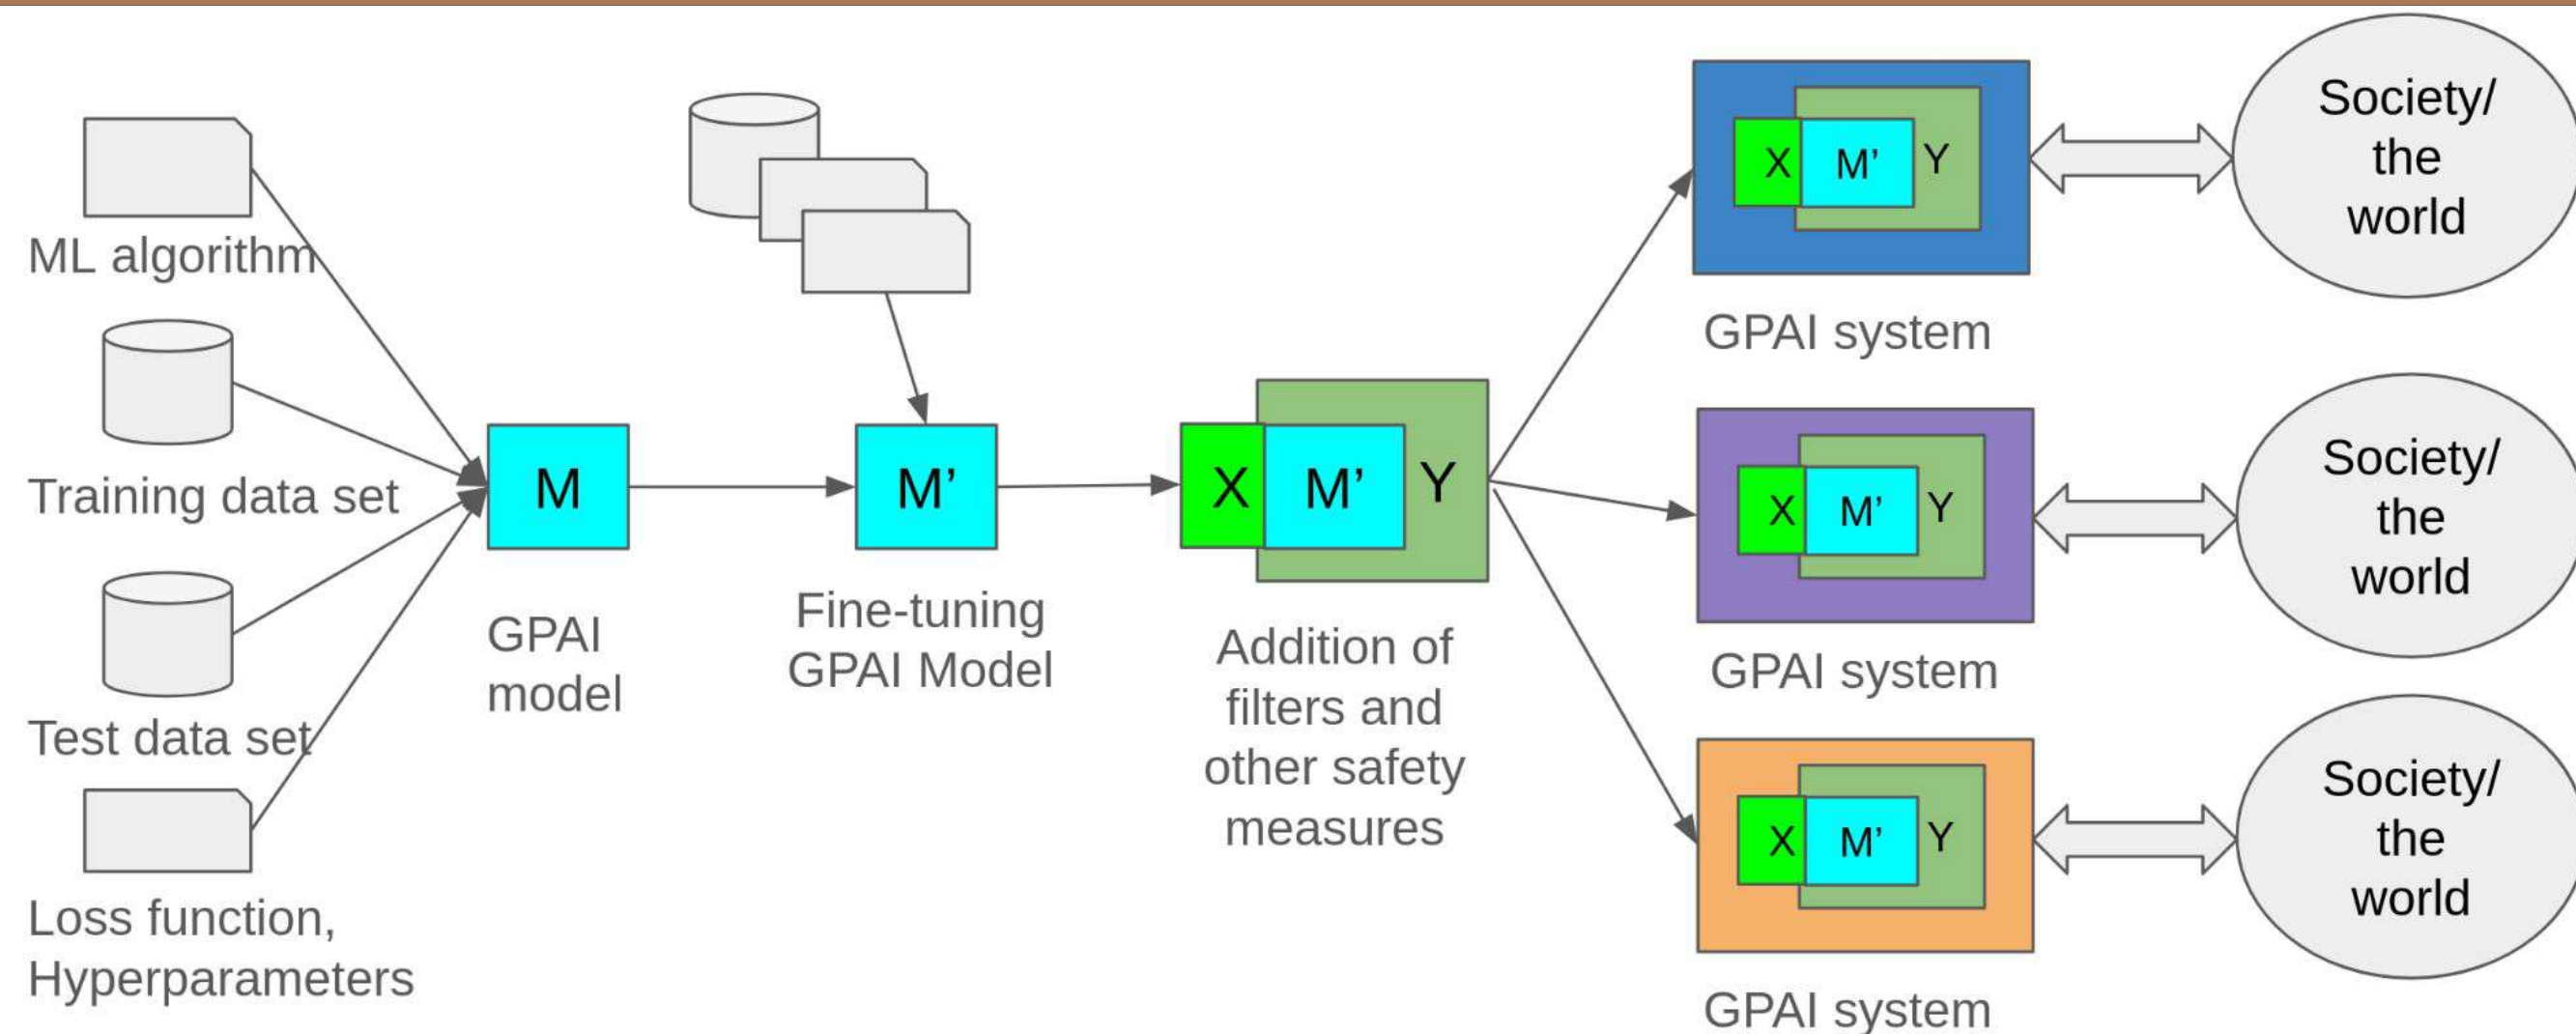 ML algorithm
Training data set
Test data set
Loss function,
Hyperparameters
M
GPAI
model
M’
Fine-tuning
GPAI Model
X M’ Y
Addition of
filters and
other safety
measures
X M’ Y
GPAI system
Society/
the
world
X M’ Y
GPAI system
Society/
the
world
X M’ Y
GPAI system
Society/
the
world